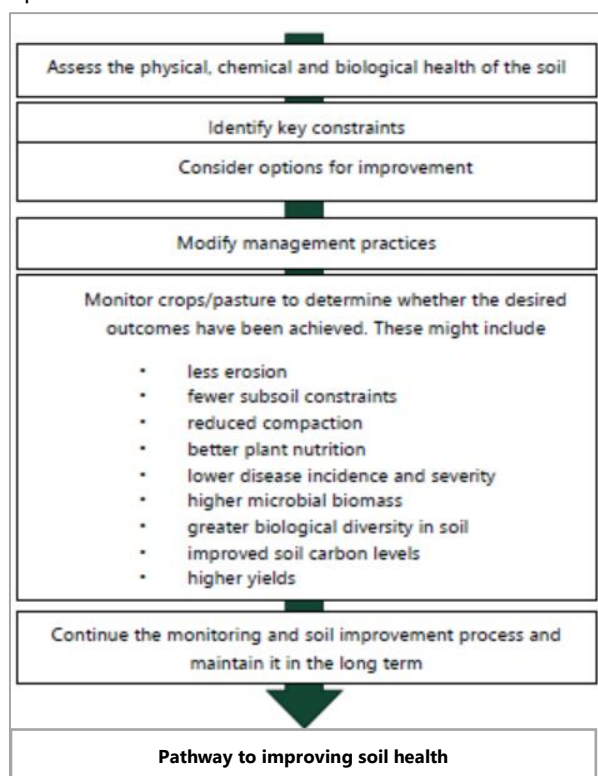 Assess the physical, chemical and biological health of the soil
Identify key constraints
Consider options for improvement
Modify management practices
Monitor crops/pasture to determine whether the desired
outcomes have been achieved. These might include
• less erosion
• fewer subsoil constraints
• reduced compaction
• better plant nutrition
• lower disease incidence and severity
• higher microbial biomass
• greater biological diversity in soil
• improved soil carbon levels
• higher yields
Continue the monitoring and soil improvement process and
maintain it in the long term
Pathway to improving soil health